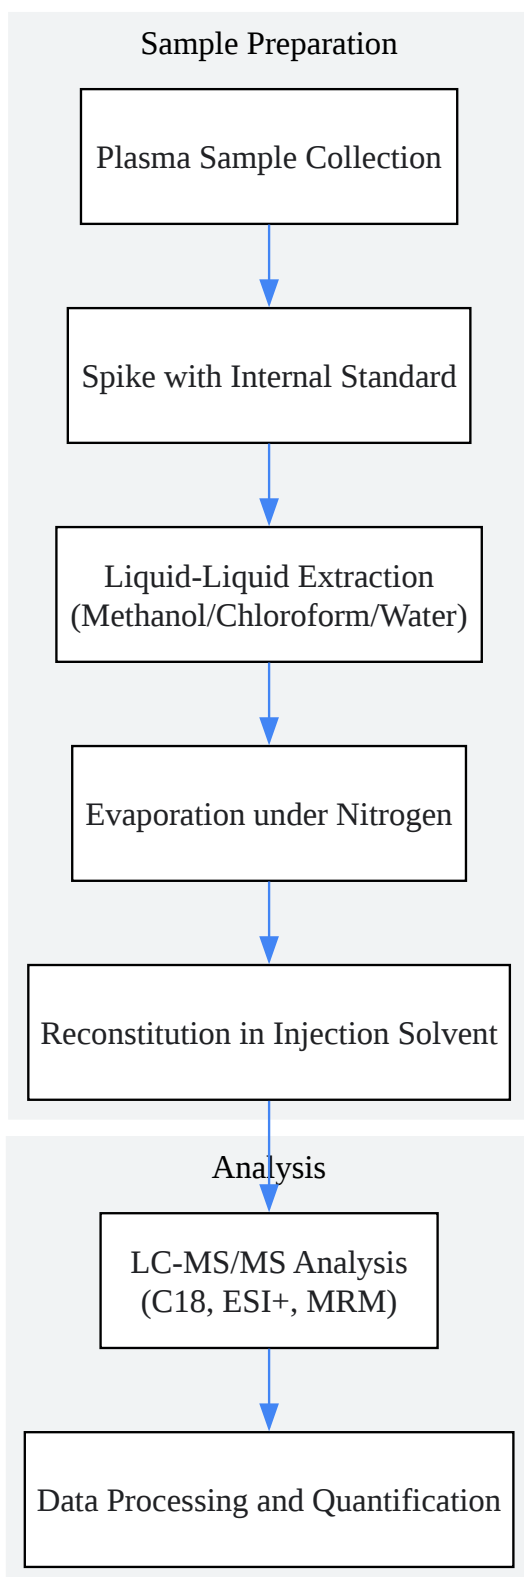 Sample Preparation
Plasma Sample Collection
Spike with Internal Standard
Liquid-Liquid Extraction
(Methanol/Chloroform/Water)
Evaporation under Nitrogen
Reconstitution in Injection Solvent
Analysis
LC-MS/MS Analysis
(C18, ESI+, MRM)
Data Processing and Quantification